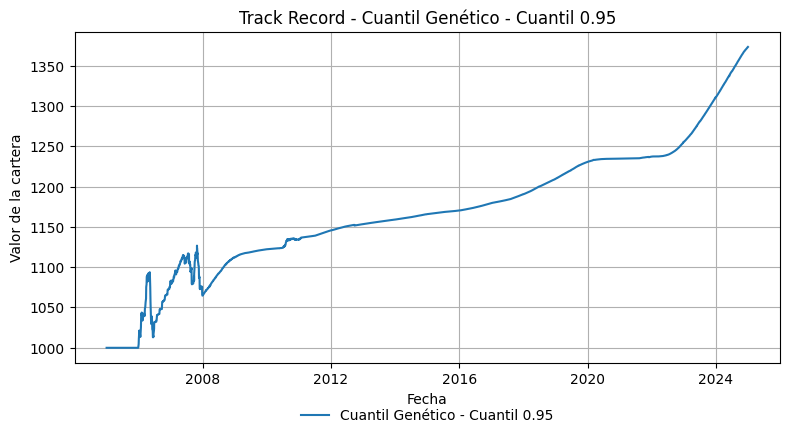 Track Record - Cuantil Genético - Cuantil 0.95
Valor de la cartera
1350
1300
1250
1200
1150
1100
1050
1000
2008 2012 2016 2020 2024
Fecha
Cuantil Genético - Cuantil 0.95